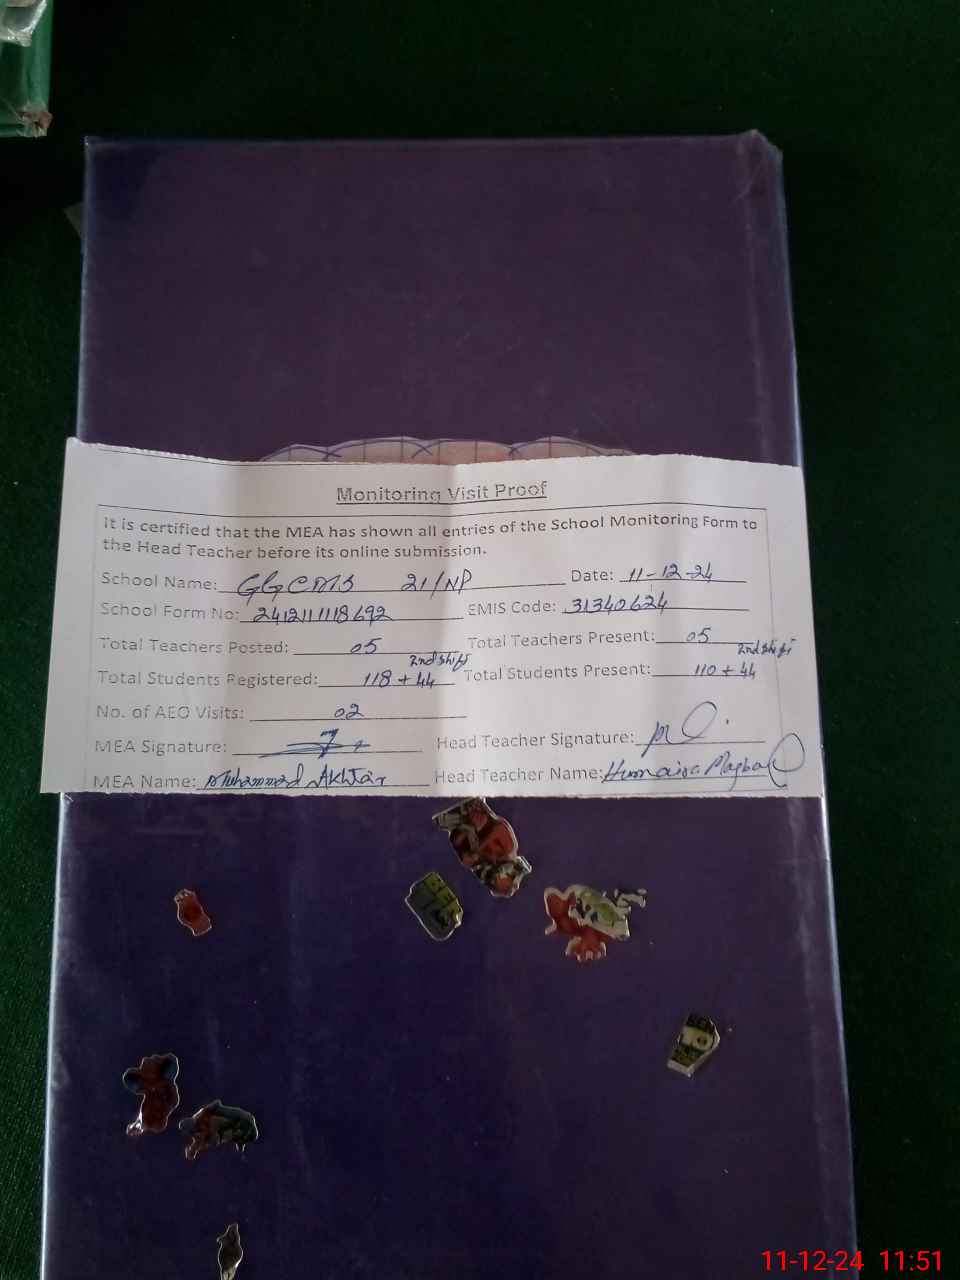 Monitoring Visit Proof
It is certified that the MEA has shown all entries of the School Monitoring Form to
the Head Teacher before its online submission.
School Name: GGCMS 21/NP Date: 11-12-24
School Form No: 2412111118692 EMIS Code: 31340624
Total Teachers Posted: 05 Total Teachers Present: 05
2nd shift 2nd shift
Total Students Registered: 118 + 44 Total Students Present: 110 + 44
No. of AEO Visits: 02
MEA Signature: Head Teacher Signature:
MEA Name: Muhammad Akhtar Head Teacher Name: Humaira Maqbal
BEN
BEN
11-12-24 11:51